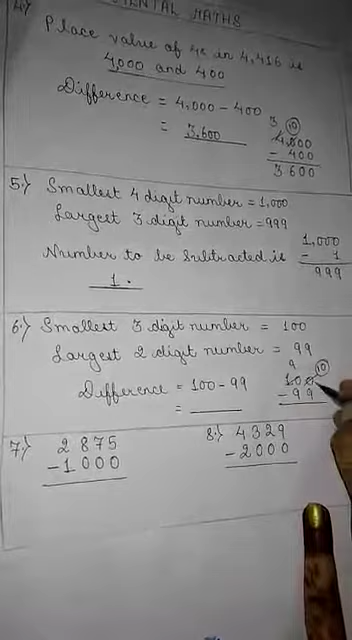 MENTAL MATHS
4.) Place value of 4s in 4,416 is
4,000 and 400
Difference = 4,000 - 400
= 3,600
3 10
4,000
- 400
3600
5.) Smallest 4 digit number = 1,000
Largest 3 digit number = 999
Number to be subtracted is
1.
1,000
- 1
999
6.) Smallest 3 digit number = 100
Largest 2 digit number = 99
Difference = 100 - 99
=
9 10
100
- 99
7.) 2875
- 1000
8.) 4329
- 2000